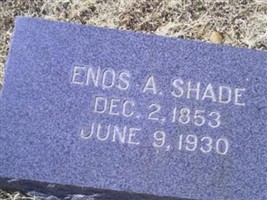 ENOS A. SHADE
DEC. 2, 1853
JUNE 9, 1930